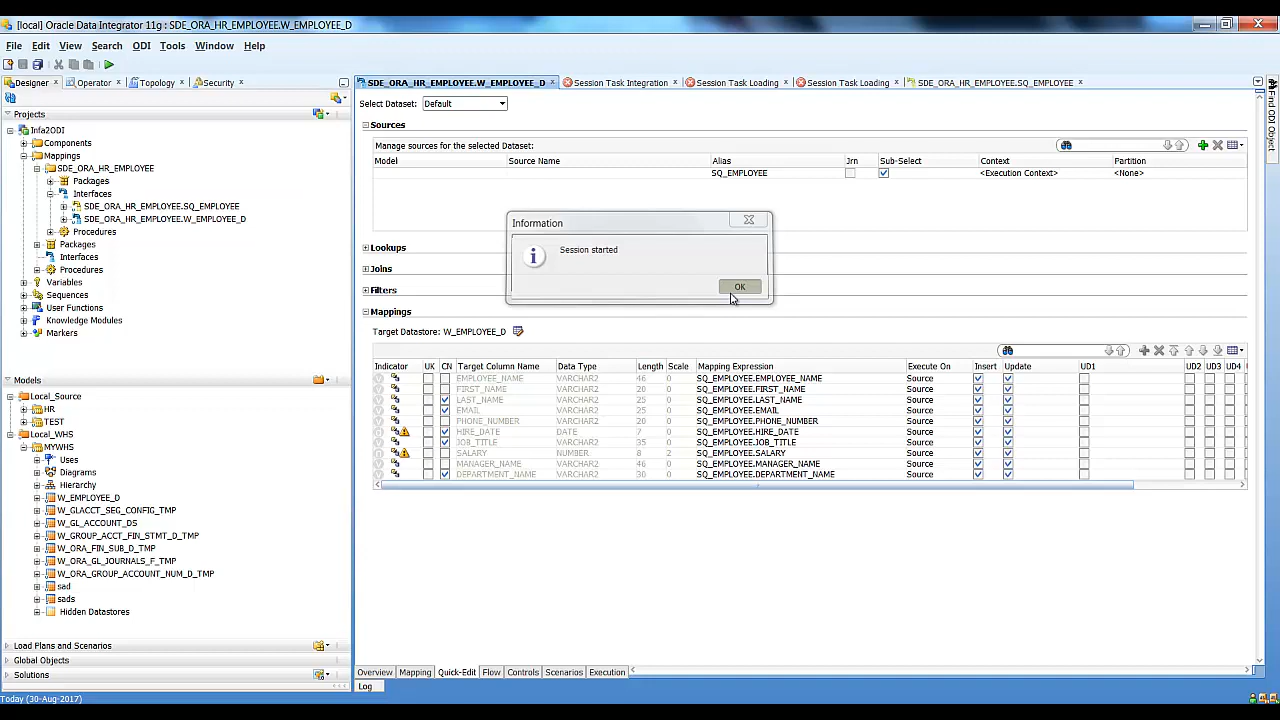 [local] Oracle Data Integrator 11g : SDE_ORA_HR_EMPLOYEE.W_EMPLOYEE_D
File Edit View Search ODI Tools Window Help
Designer Operator Topology Security
Projects
Infa2ODI
Components
Mappings
SDE_ORA_HR_EMPLOYEE
Packages
Interfaces
SDE_ORA_HR_EMPLOYEE.SQ_EMPLOYEE
SDE_ORA_HR_EMPLOYEE.W_EMPLOYEE_D
Procedures
Packages
Interfaces
Procedures
Variables
Sequences
User Functions
Knowledge Modules
Markers
Models
Local_Source
HR
TEST
Local_WHS
MYWHS
Uses
Diagrams
Hierarchy
W_EMPLOYEE_D
W_GLACCT_SEG_CONFIG_TMP
W_GL_ACCOUNT_DS
W_GROUP_ACCT_FIN_STMT_D_TMP
W_ORA_FIN_SUB_D_TMP
W_ORA_GL_JOURNALS_F_TMP
W_ORA_GROUP_ACCOUNT_NUM_D_TMP
sad
sads
Hidden Datastores
Load Plans and Scenarios
Global Objects
Solutions
Today (30-Aug-2017)
SDE_ORA_HR_EMPLOYEE.W_EMPLOYEE_D Session Task Integration Session Task Loading Session Task Loading SDE_ORA_HR_EMPLOYEE.SQ_EMPLOYEE
Select Dataset: Default
Sources
Manage sources for the selected Dataset:
Model Source Name Alias Jrn Sub-Select Context Partition
SQ_EMPLOYEE <Execution Context> <None>
Information
Session started
OK
Lookups
Joins
Filters
Mappings
Target Datastore: W_EMPLOYEE_D
Indicator UK CN Target Column Name Data Type Length Scale Mapping Expression Execute On Insert Update UD1 UD2 UD3 UD4
EMPLOYEE_NAME VARCHAR2 46 0 SQ_EMPLOYEE.EMPLOYEE_NAME Source
FIRST_NAME VARCHAR2 20 0 SQ_EMPLOYEE.FIRST_NAME Source
LAST_NAME VARCHAR2 25 0 SQ_EMPLOYEE.LAST_NAME Source
EMAIL VARCHAR2 25 0 SQ_EMPLOYEE.EMAIL Source
PHONE_NUMBER VARCHAR2 20 0 SQ_EMPLOYEE.PHONE_NUMBER Source
HIRE_DATE DATE 7 0 SQ_EMPLOYEE.HIRE_DATE Source
JOB_TITLE VARCHAR2 35 0 SQ_EMPLOYEE.JOB_TITLE Source
SALARY NUMBER 8 2 SQ_EMPLOYEE.SALARY Source
MANAGER_NAME VARCHAR2 46 0 SQ_EMPLOYEE.MANAGER_NAME Source
DEPARTMENT_NAME VARCHAR2 30 0 SQ_EMPLOYEE.DEPARTMENT_NAME Source
Overview Mapping Quick-Edit Flow Controls Scenarios Execution
Log
Find ODI Object